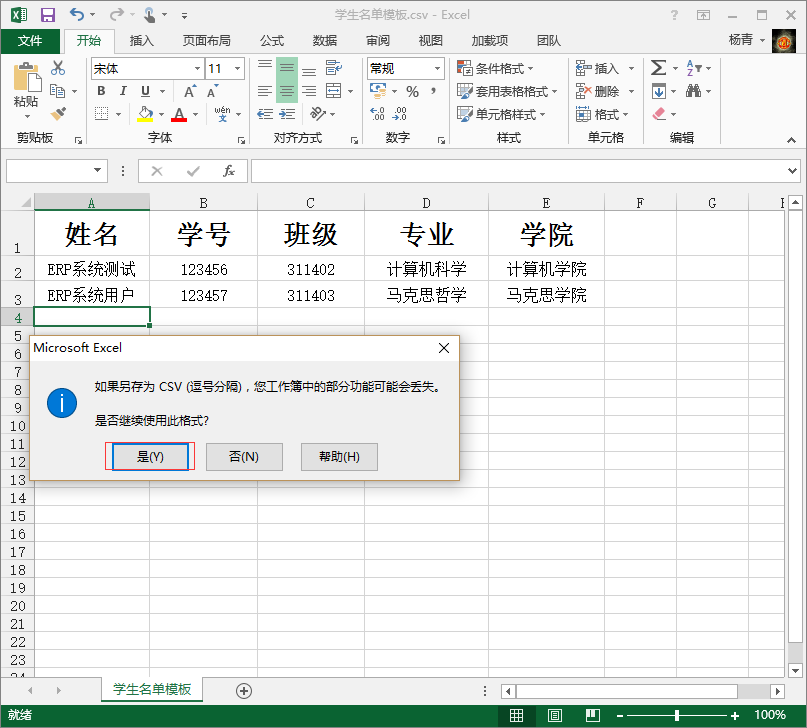 学生名单模板.csv - Excel
文件 开始 插入 页面布局 公式 数据 审阅 视图 加载项 团队 杨青
宋体 11 常规 条件格式 插入
粘贴 B I U A A % , 套用表格格式 删除
A wén 文 .00 .0 单元格样式 格式
剪贴板 字体 对齐方式 数字 样式 单元格 编辑
fx
A B C D E F G H
1 姓名 学号 班级 专业 学院
2 ERP系统测试 123456 311402 计算机科学 计算机学院
3 ERP系统用户 123457 311403 马克思哲学 马克思学院
4
5
Microsoft Excel
6
7
如果另存为 CSV (逗号分隔)，您工作簿中的部分功能可能会丢失。
8
9
是否继续使用此格式?
10
11
是(Y) 否(N) 帮助(H)
12
13
14
15
16
17
18
19
20
21
22
23
24
学生名单模板
就绪 100%